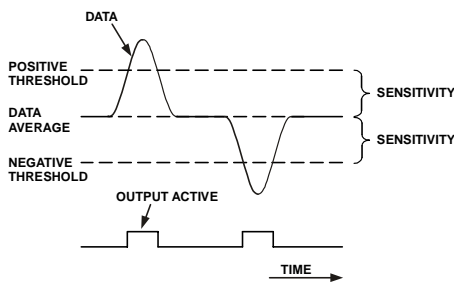 DATA
POSITIVE
THRESHOLD
SENSITIVITY
DATA
AVERAGE
SENSITIVITY
NEGATIVE
THRESHOLD
OUTPUT ACTIVE
TIME